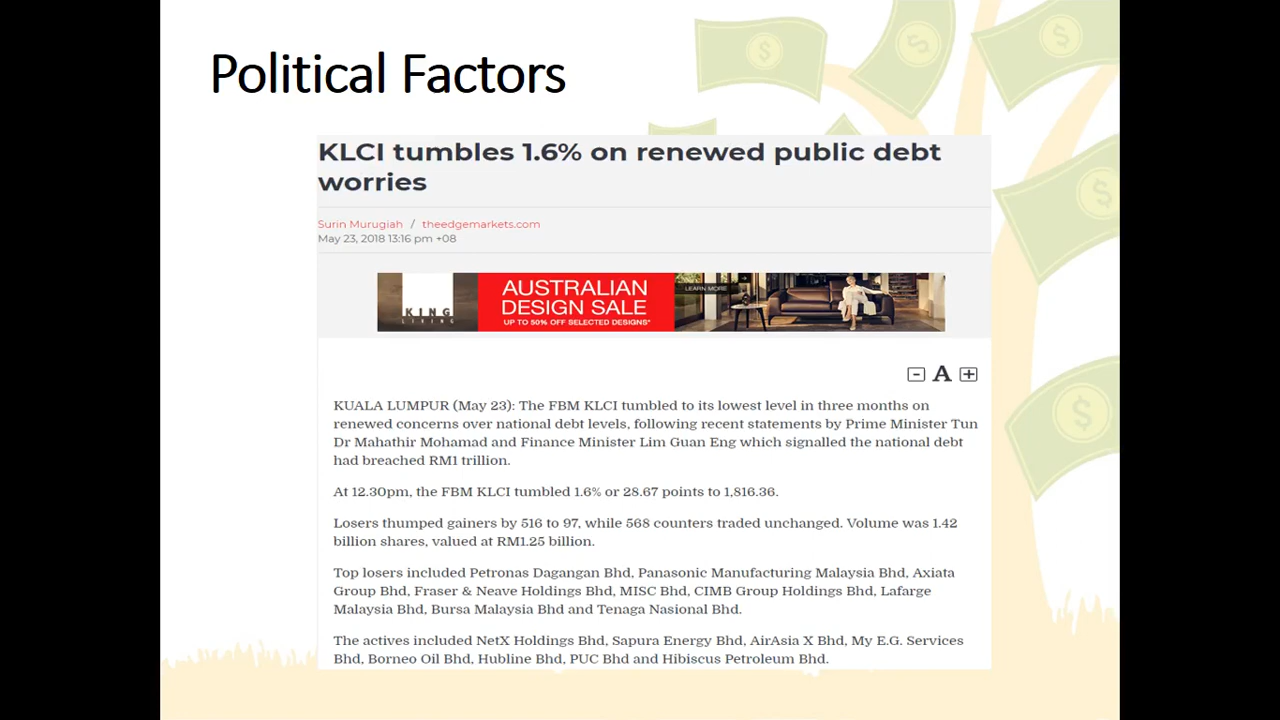 Political Factors
KLCI tumbles 1.6% on renewed public debt
worries
Surin Murugiah / theedgemarkets.com
May 23, 2018 13:16 pm +08
KING
LIVING
AUSTRALIAN
DESIGN SALE
UP TO 50% OFF SELECTED DESIGNS*
LEARN MORE
- A +
KUALA LUMPUR (May 23): The FBM KLCI tumbled to its lowest level in three months on
renewed concerns over national debt levels, following recent statements by Prime Minister Tun
Dr Mahathir Mohamad and Finance Minister Lim Guan Eng which signalled the national debt
had breached RM1 trillion.
At 12.30pm, the FBM KLCI tumbled 1.6% or 28.67 points to 1,816.36.
Losers thumped gainers by 516 to 97, while 568 counters traded unchanged. Volume was 1.42
billion shares, valued at RM1.25 billion.
Top losers included Petronas Dagangan Bhd, Panasonic Manufacturing Malaysia Bhd, Axiata
Group Bhd, Fraser & Neave Holdings Bhd, MISC Bhd, CIMB Group Holdings Bhd, Lafarge
Malaysia Bhd, Bursa Malaysia Bhd and Tenaga Nasional Bhd.
The actives included NetX Holdings Bhd, Sapura Energy Bhd, AirAsia X Bhd, My E.G. Services
Bhd, Borneo Oil Bhd, Hubline Bhd, PUC Bhd and Hibiscus Petroleum Bhd.